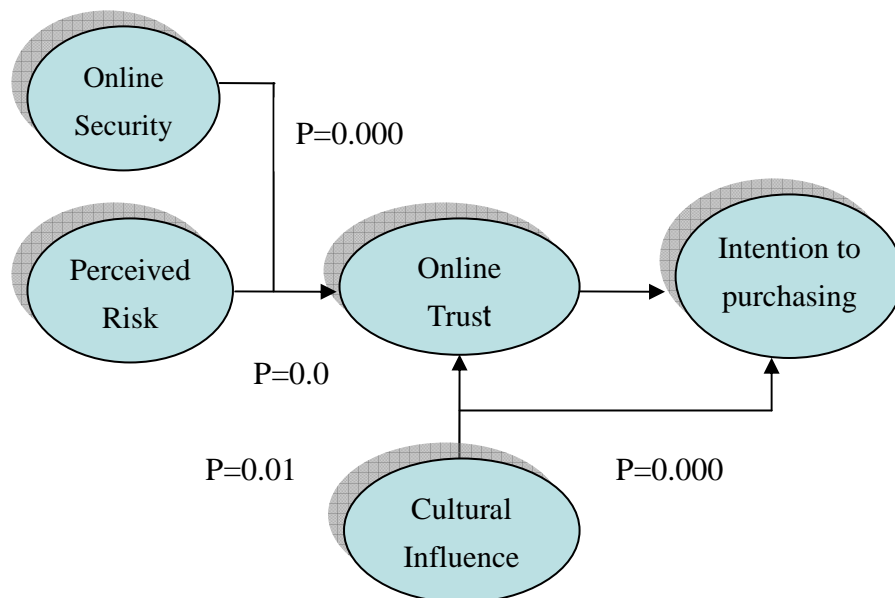 Online
Security
P=0.000
Perceived
Risk
Online
Trust
Intention to
purchasing
P=0.0
P=0.01
P=0.000
Cultural
Influence